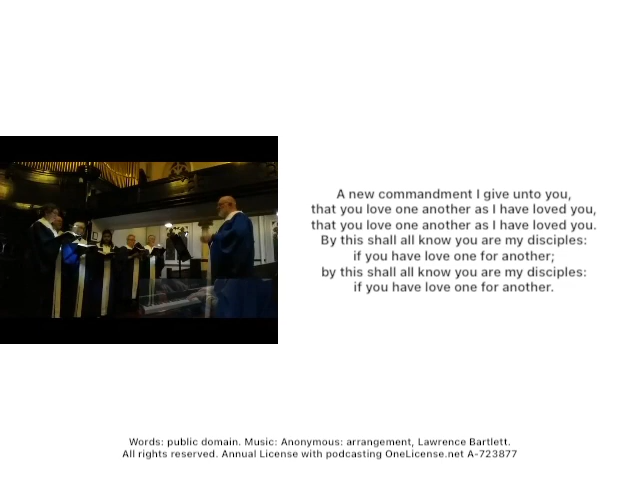 A new commandment I give unto you,
that you love one another as I have loved you,
that you love one another as I have loved you.
By this shall all know you are my disciples:
if you have love one for another;
by this shall all know you are my disciples:
if you have love one for another.
Words: public domain. Music: Anonymous: arrangement, Lawrence Bartlett.
All rights reserved. Annual License with podcasting OneLicense.net A-723877